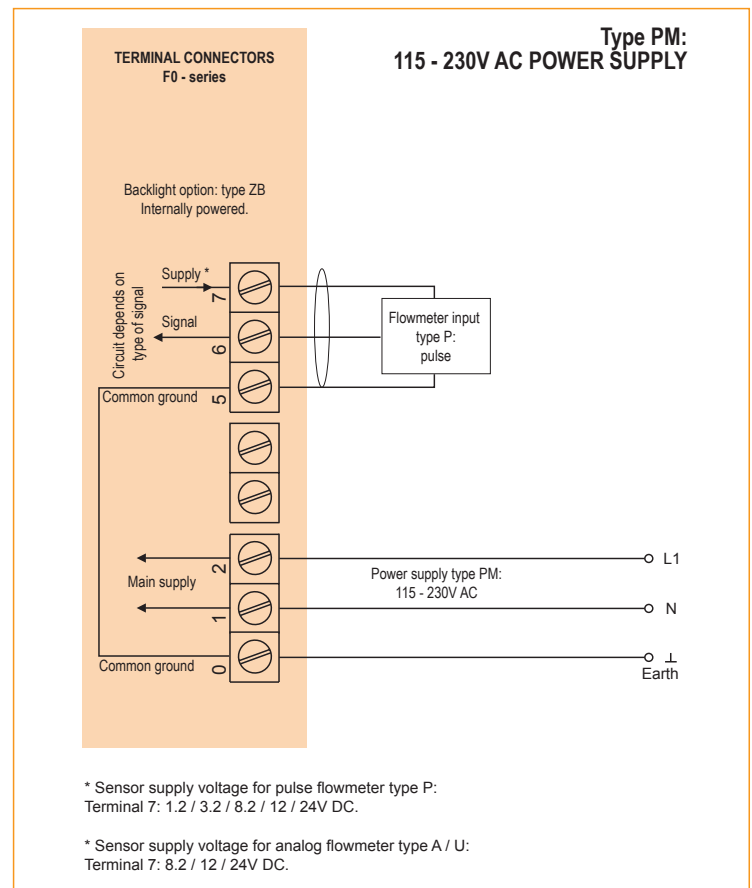 Type PM:
115 - 230V AC POWER SUPPLY
TERMINAL CONNECTORS
F0 - series
Backlight option: type ZB
Internally powered.
Circuit depends on
type of signal
Supply *
7
Signal
6
Common ground
5
Flowmeter input
type P:
pulse
2
Main supply
1
Common ground
0
Power supply type PM:
115 - 230V AC
L1
N
Earth
* Sensor supply voltage for pulse flowmeter type P:
Terminal 7: 1.2 / 3.2 / 8.2 / 12 / 24V DC.
* Sensor supply voltage for analog flowmeter type A / U:
Terminal 7: 8.2 / 12 / 24V DC.